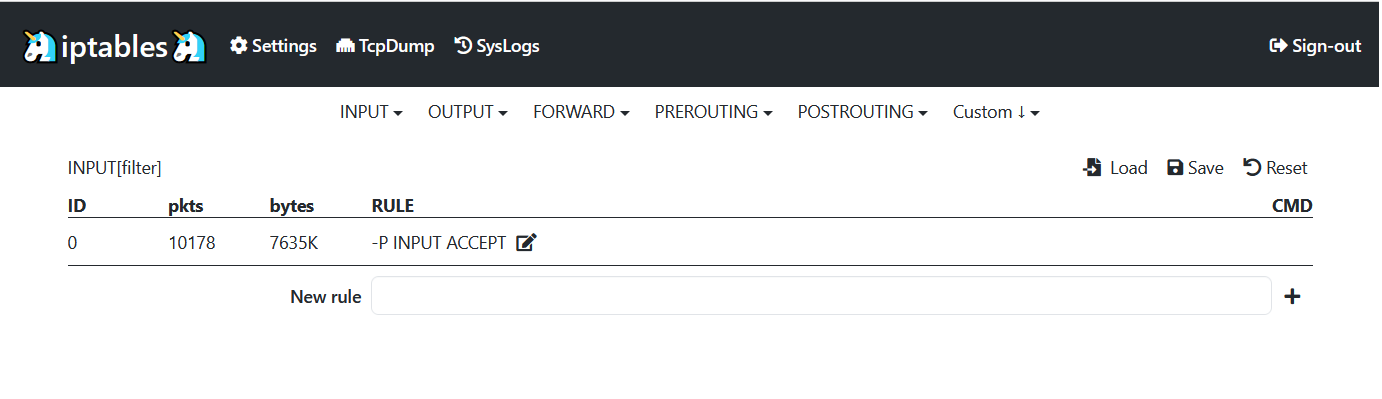 iptables Settings TcpDump SysLogs Sign-out
INPUT OUTPUT FORWARD PREROUTING POSTROUTING Custom ↓
INPUT[filter] Load Save Reset
ID pkts bytes RULE CMD
0 10178 7635K -P INPUT ACCEPT
New rule